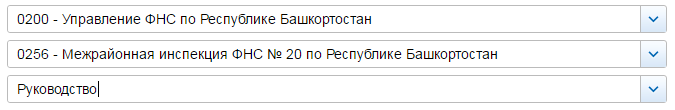 0200 - Управление ФНС по Республике Башкортостан
0256 - Межрайонная инспекция ФНС № 20 по Республике Башкортостан
Руководство